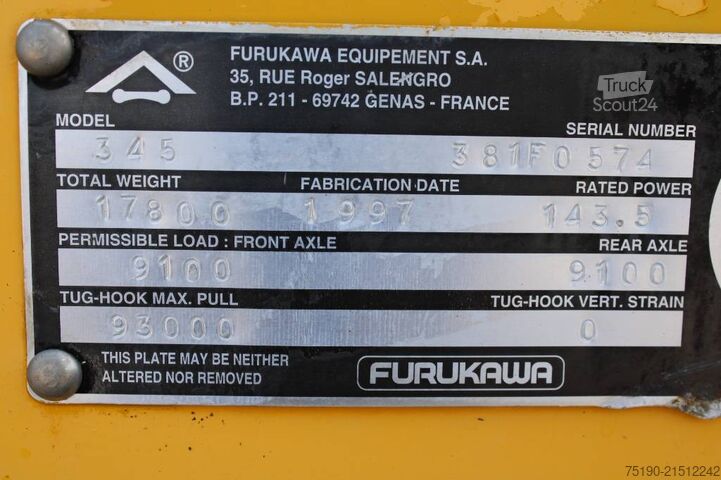 ®
FURUKAWA EQUIPEMENT S.A.
35, RUE Roger SALENGRO
B.P. 211 - 69742 GENAS - FRANCE
Truck
Scout24
MODEL SERIAL NUMBER
345 381F0574
TOTAL WEIGHT FABRICATION DATE RATED POWER
17800 1997 143.5
PERMISSIBLE LOAD : FRONT AXLE REAR AXLE
9100 9100
TUG-HOOK MAX. PULL TUG-HOOK VERT. STRAIN
93000 0
THIS PLATE MAY BE NEITHER
ALTERED NOR REMOVED
FURUKAWA
75190-21512242